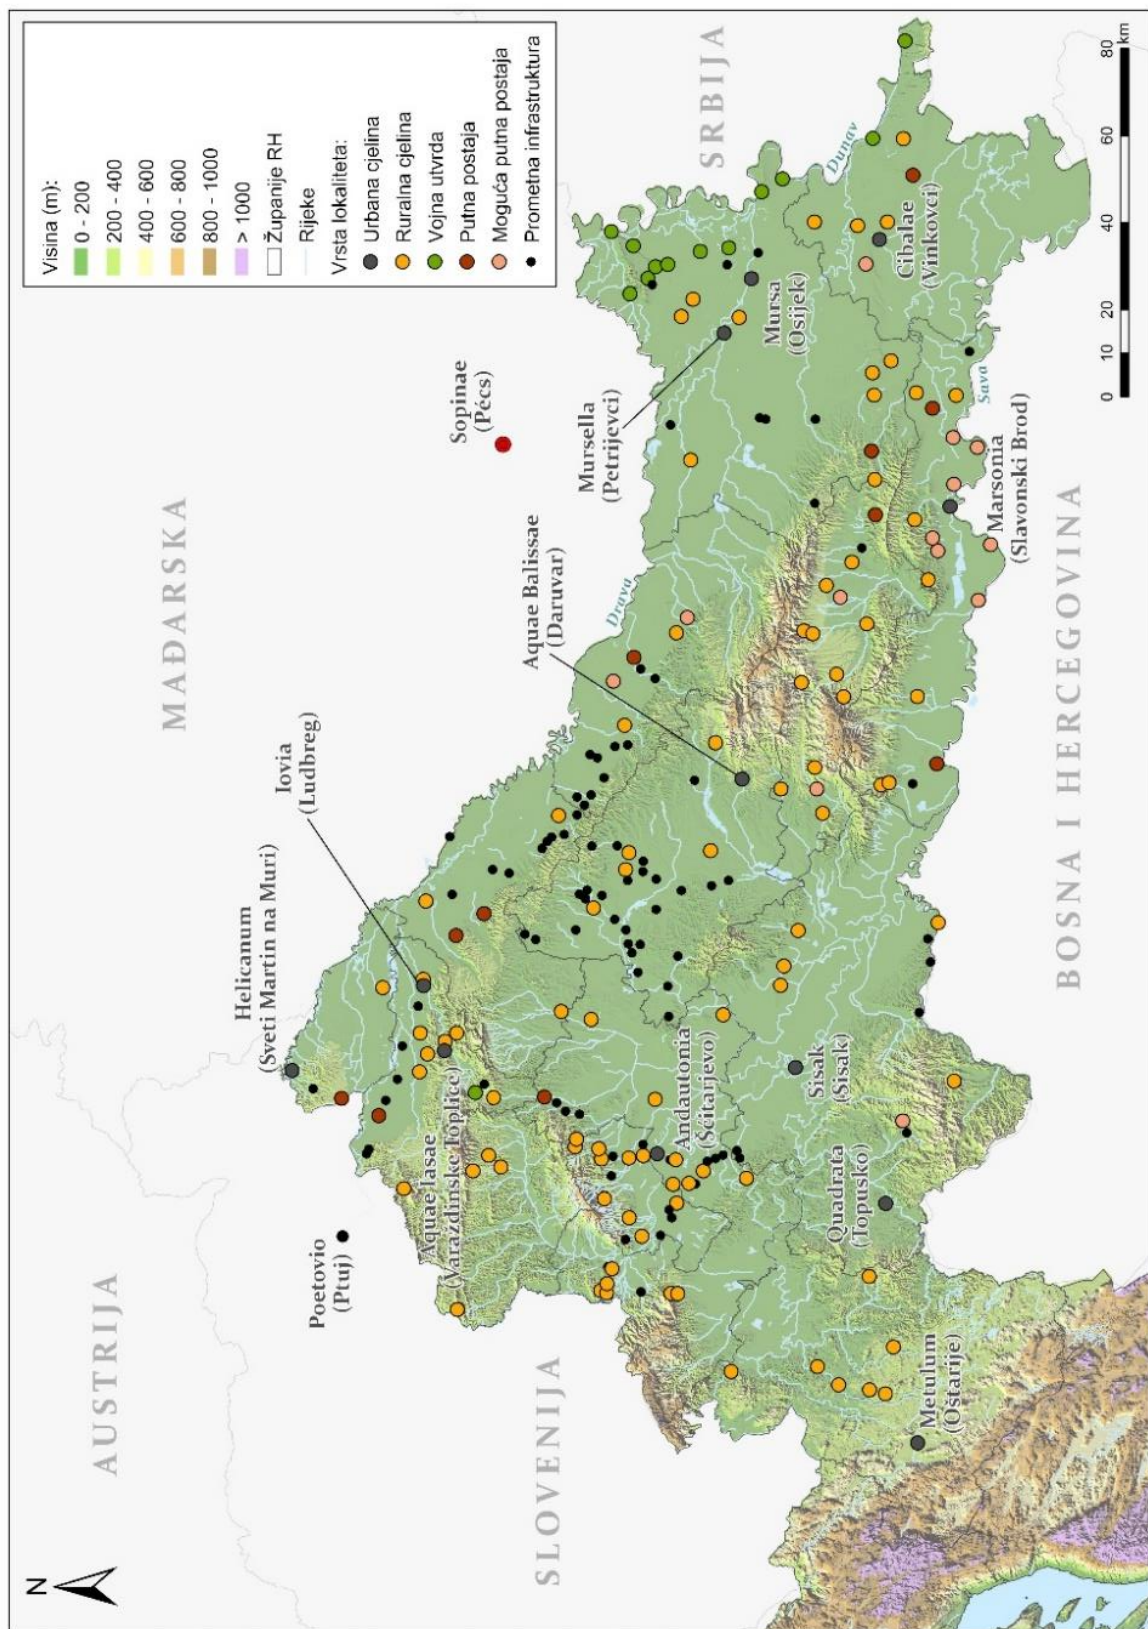 N
AUSTRIJA
MAĐARSKA
SLOVENIJA
SRBIJA
BOSNA I HERCEGOVINA
Visina (m):
0 - 200
200 - 400
400 - 600
600 - 800
800 - 1000
> 1000
Županije RH
Rijeke
Vrsta lokaliteta:
Urbana cjelina
Ruralna cjelina
Vojna utvrda
Putna postaja
Moguća putna postaja
Prometna infrastruktura
Poetovio
(Ptuj)
Helicanum
(Sveti Martin na Muri)
Iovia
(Ludbreg)
Sopinae
(Pécs)
Aquae Iasae
(Varaždinske Toplice)
Aquae Balissae
(Daruvar)
Drava
Mursella
(Petrijevci)
Mursa
(Osijek)
Dunav
Andautonia
(Šćitarjevo)
Sisak
(Sisak)
Quadrata
(Topusko)
Metulum
(Oštarije)
Cibalae
(Vinkovci)
Sava
Marsonia
(Slavonski Brod)
0 10 20 40 60 80
km